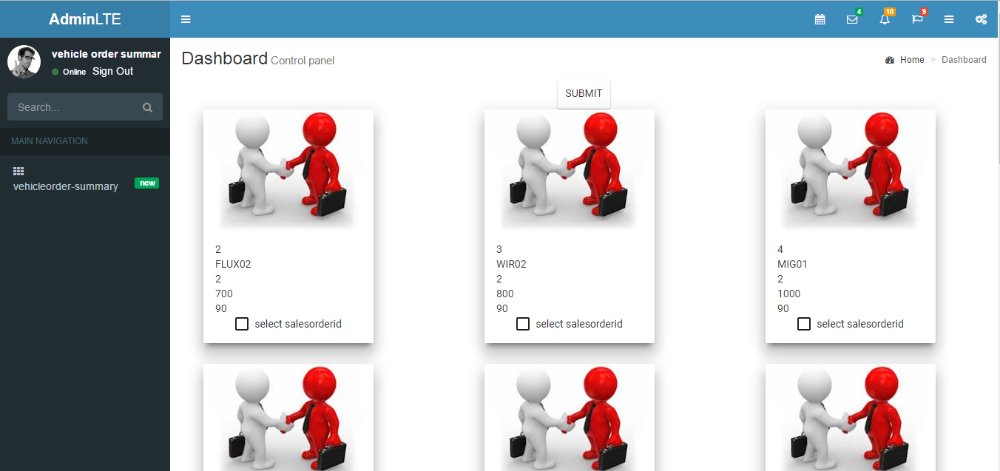 AdminLTE
4
10
9
vehicle order summar
Online Sign Out
Search...
MAIN NAVIGATION
vehicleorder-summary new
Dashboard Control panel
Home > Dashboard
SUBMIT
2
FLUX02
2
700
90
select salesorderid
3
WIR02
2
800
90
select salesorderid
4
MIG01
2
1000
90
select salesorderid